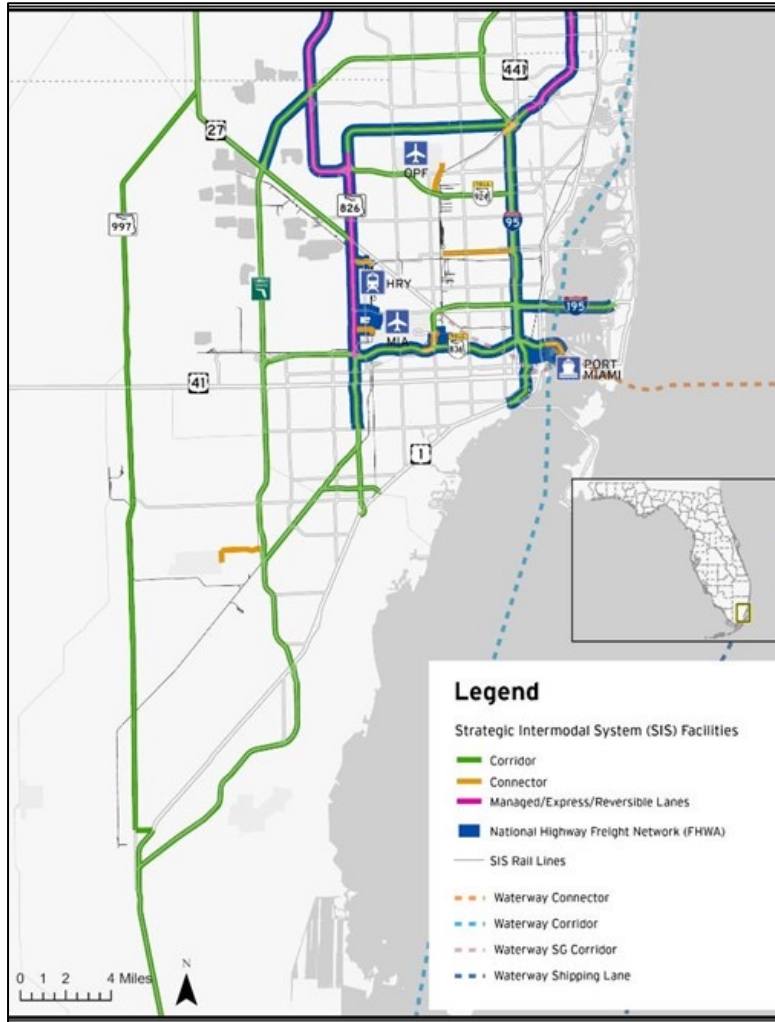 441
27
OPF
TOLL
924
826
997
95
HRY
195
MIA
TOLL
836
PORT
MIAMI
41
1
Legend
Strategic Intermodal System (SIS) Facilities
Corridor
Connector
Managed/Express/Reversible Lanes
National Highway Freight Network (FHWA)
SIS Rail Lines
Waterway Connector
Waterway Corridor
Waterway SG Corridor
Waterway Shipping Lane
N
0 1 2 4 Miles